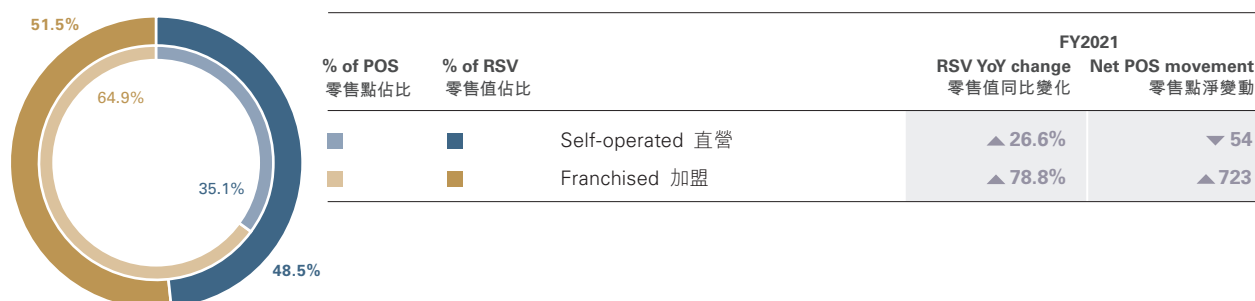 51.5%
64.9%
35.1%
48.5%
FY2021
% of POS % of RSV RSV YoY change Net POS movement
零售點佔比 零售值佔比 零售值同比變化 零售點淨變動
Self-operated 直營 ▲ 26.6% ▼ 54
Franchised 加盟 ▲ 78.8% ▲ 723